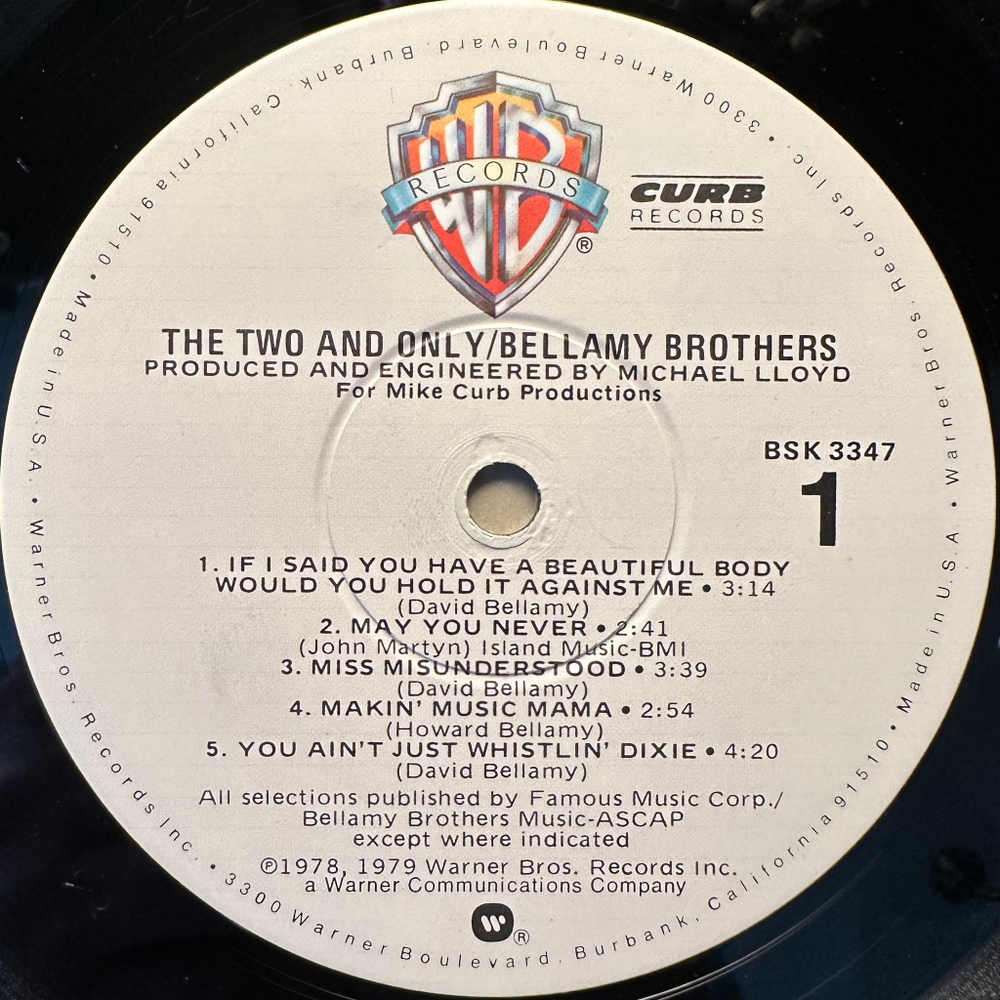 WB
RECORDS
®
CURB
RECORDS
THE TWO AND ONLY/BELLAMY BROTHERS
PRODUCED AND ENGINEERED BY MICHAEL LLOYD
For Mike Curb Productions
BSK 3347
1
1. IF I SAID YOU HAVE A BEAUTIFUL BODY
WOULD YOU HOLD IT AGAINST ME • 3:14
(David Bellamy)
2. MAY YOU NEVER • 2:41
(John Martyn) Island Music-BMI
3. MISS MISUNDERSTOOD • 3:39
(David Bellamy)
4. MAKIN' MUSIC MAMA • 2:54
(Howard Bellamy)
5. YOU AIN'T JUST WHISTLIN' DIXIE • 4:20
(David Bellamy)
All selections published by Famous Music Corp./
Bellamy Brothers Music-ASCAP
except where indicated
℗1978, 1979 Warner Bros. Records Inc.
a Warner Communications Company
®
Made in U.S.A. • Warner Bros. Records Inc. • 3300 Warner Boulevard, Burbank, California 91510 • Made in U.S.A. • Warner Bros. Records Inc. • 3300 Warner Boulevard, Burbank, California 91510 •